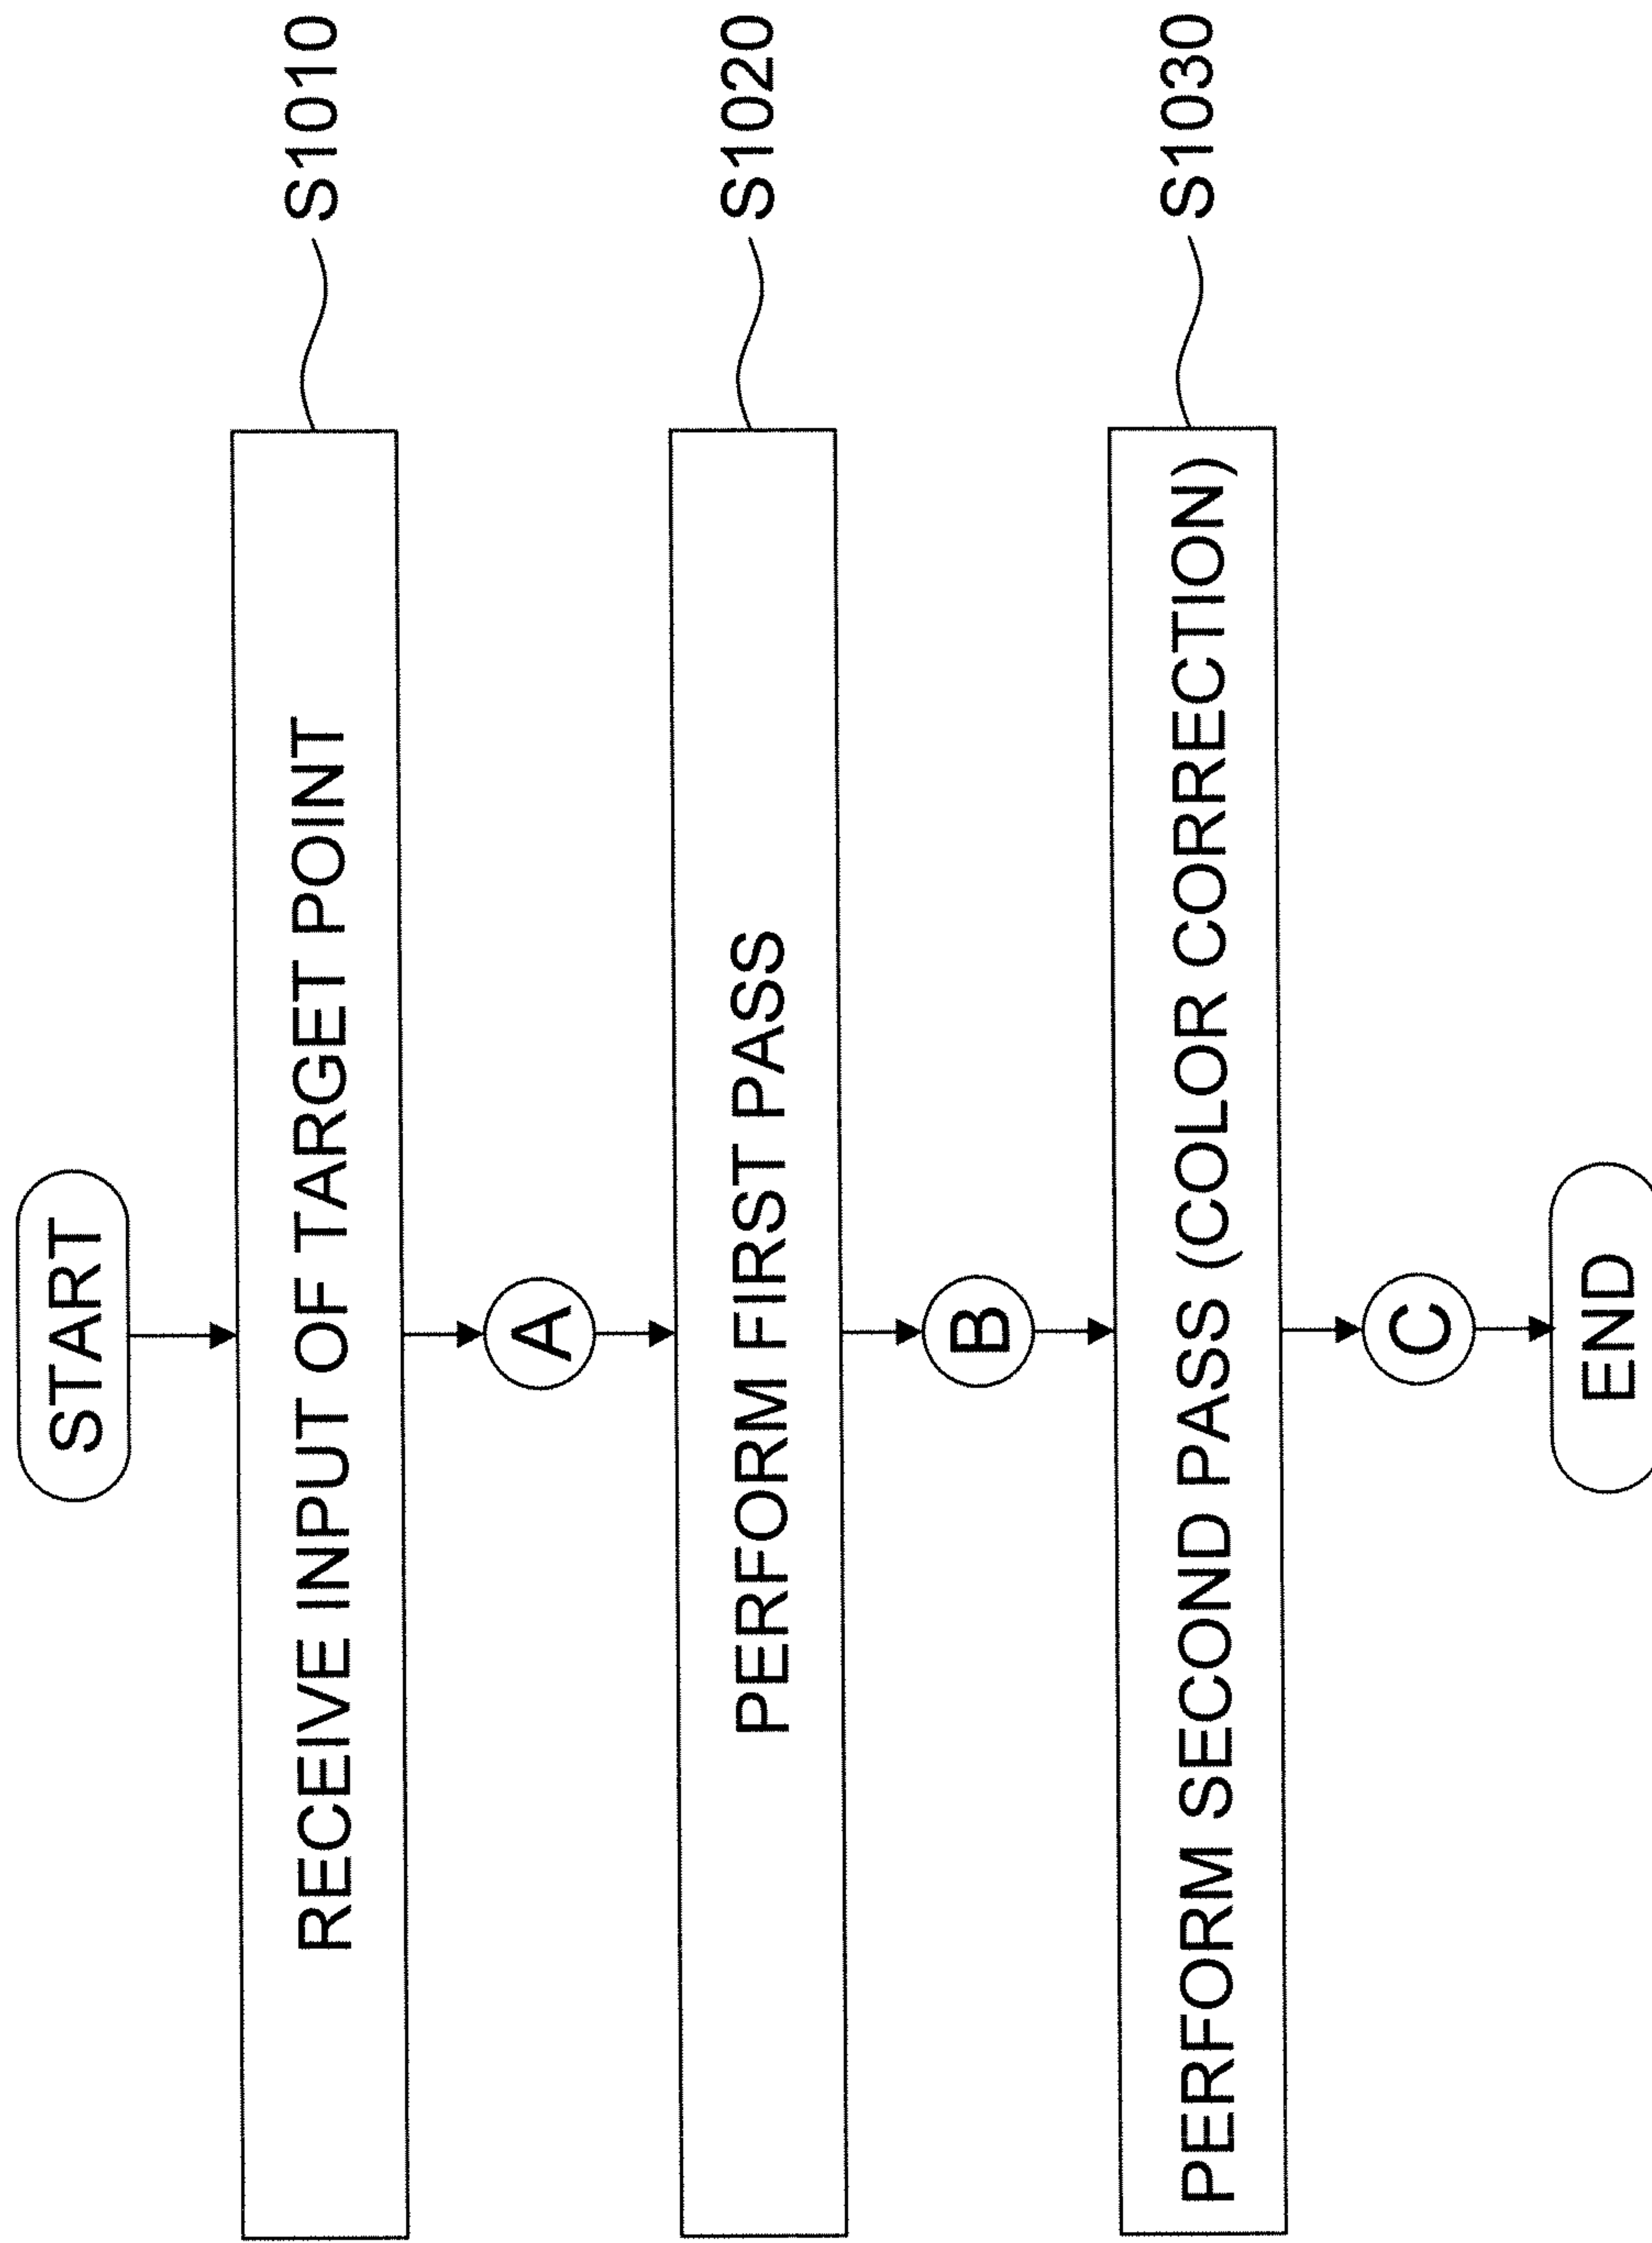 START
RECEIVE INPUT OF TARGET POINT
S1010
A
PERFORM FIRST PASS
S1020
B
PERFORM SECOND PASS (COLOR CORRECTION)
S1030
C
END